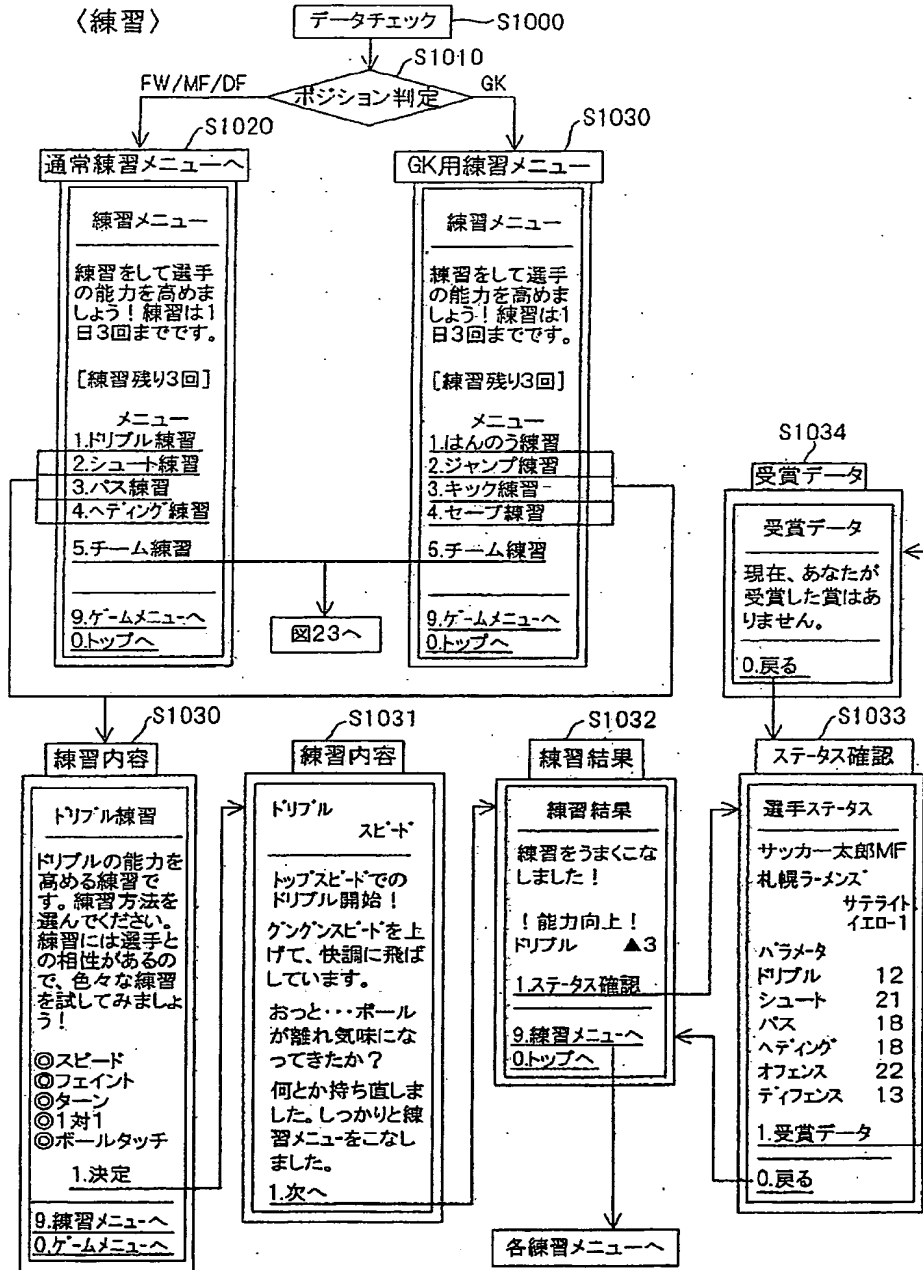 〈練習〉
データチェック
S1000
S1010
FW/MF/DF
ポジション判定
GK
S1020
通常練習メニューへ
練習メニュー
練習をして選手
の能力を高めま
しょう！練習は1
日3回までです。
[練習残り3回]
メニュー
1.ドリブル練習
2.シュート練習
3.パス練習
4.ヘディング練習
5.チーム練習
9.ゲームメニューへ
0.トップへ
S1030
GK用練習メニュー
練習メニュー
練習をして選手
の能力を高めま
しょう！練習は1
日3回までです。
[練習残り3回]
メニュー
1.はんのう練習
2.ジャンプ練習
3.キック練習
4.セーブ練習
5.チーム練習
9.ゲームメニューへ
0.トップへ
図23へ
S1034
受賞データ
受賞データ
現在、あなたが
受賞した賞はあ
りません。
0.戻る
S1030
練習内容
ドリブル練習
ドリブルの能力を
高める練習で
す。練習方法を
選んでください。
練習には選手と
の相性があるの
で、色々な練習
を試してみましょ
う！
◎スピード
◎フェイント
◎ターン
◎1対1
◎ボールタッチ
1.決定
9.練習メニューへ
0.ゲームメニューへ
S1031
練習内容
ドリブル
スピード
トップスピードでの
ドリブル開始！
グングンスピードを上
げて、快調に飛ば
しています。
おっと・・・ボール
が離れ気味にな
ってきたか？
何とか持ち直しま
した。しっかりと練
習メニューをこなし
ました。
1.次へ
S1032
練習結果
練習結果
練習をうまくこな
しました！
！能力向上！
ドリブル ▲3
1.ステータス確認
9.練習メニューへ
0.トップへ
各練習メニューへ
S1033
ステータス確認
選手ステータス
サッカー太郎MF
札幌ラーメンズ
サテライト
イエロー1
パラメータ
ドリブル 12
シュート 21
パス 18
ヘディング 18
オフェンス 22
ディフェンス 13
1.受賞データ
0.戻る